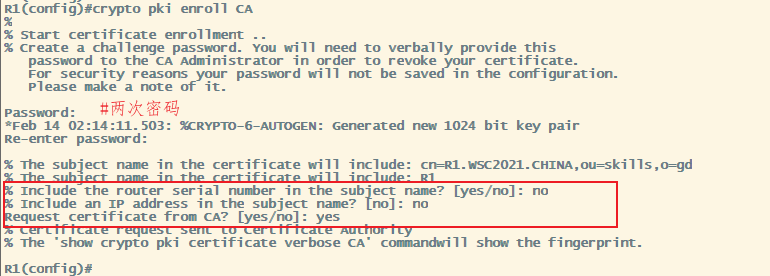 R1(config)#crypto pki enroll CA
%
% Start certificate enrollment ..
% Create a challenge password. You will need to verbally provide this
password to the CA Administrator in order to revoke your certificate.
For security reasons your password will not be saved in the configuration.
Please make a note of it.
Password: #两次密码
*Feb 14 02:14:11.503: %CRYPTO-6-AUTOGEN: Generated new 1024 bit key pair
Re-enter password:
% The subject name in the certificate will include: cn=R1.WSC2021.CHINA,ou=skills,o=gd
% The subject name in the certificate will include: R1
% Include the router serial number in the subject name? [yes/no]: no
% Include an IP address in the subject name? [no]: no
Request certificate from CA? [yes/no]: yes
% Certificate request sent to Certificate Authority
% The 'show crypto pki certificate verbose CA' commandwill show the fingerprint.
R1(config)#